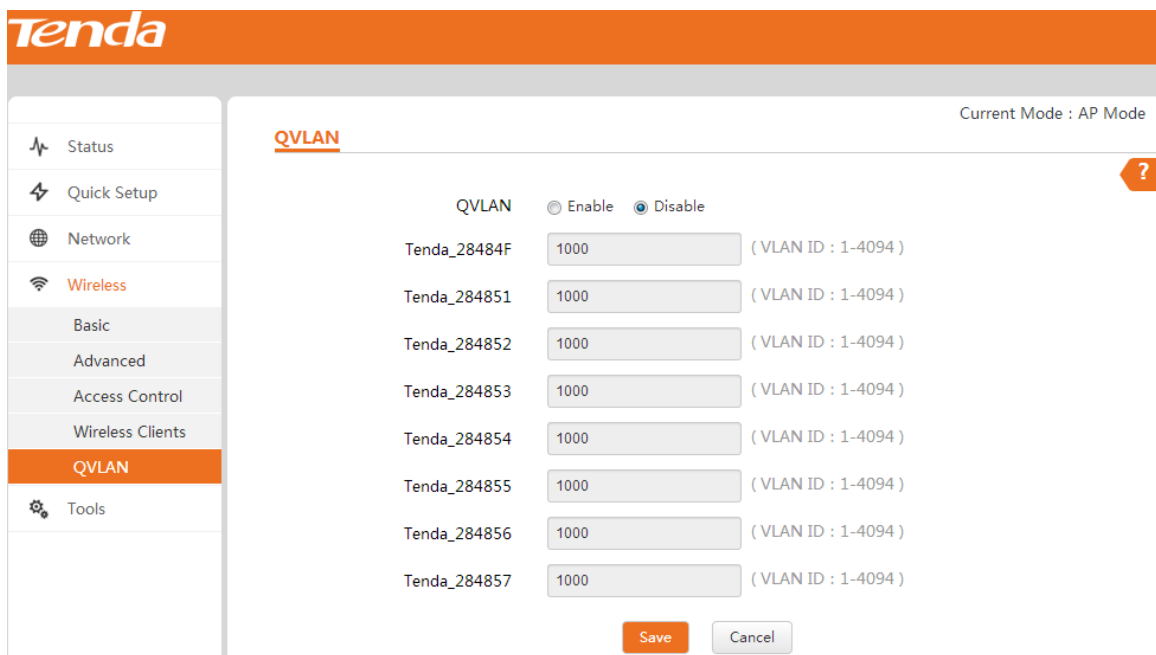 Tenda
Current Mode : AP Mode
QVLAN
?
Status
Quick Setup
Network
Wireless
Basic
Advanced
Access Control
Wireless Clients
QVLAN
Tools
QVLAN Enable Disable
Tenda_28484F 1000 ( VLAN ID : 1-4094 )
Tenda_284851 1000 ( VLAN ID : 1-4094 )
Tenda_284852 1000 ( VLAN ID : 1-4094 )
Tenda_284853 1000 ( VLAN ID : 1-4094 )
Tenda_284854 1000 ( VLAN ID : 1-4094 )
Tenda_284855 1000 ( VLAN ID : 1-4094 )
Tenda_284856 1000 ( VLAN ID : 1-4094 )
Tenda_284857 1000 ( VLAN ID : 1-4094 )
Save Cancel